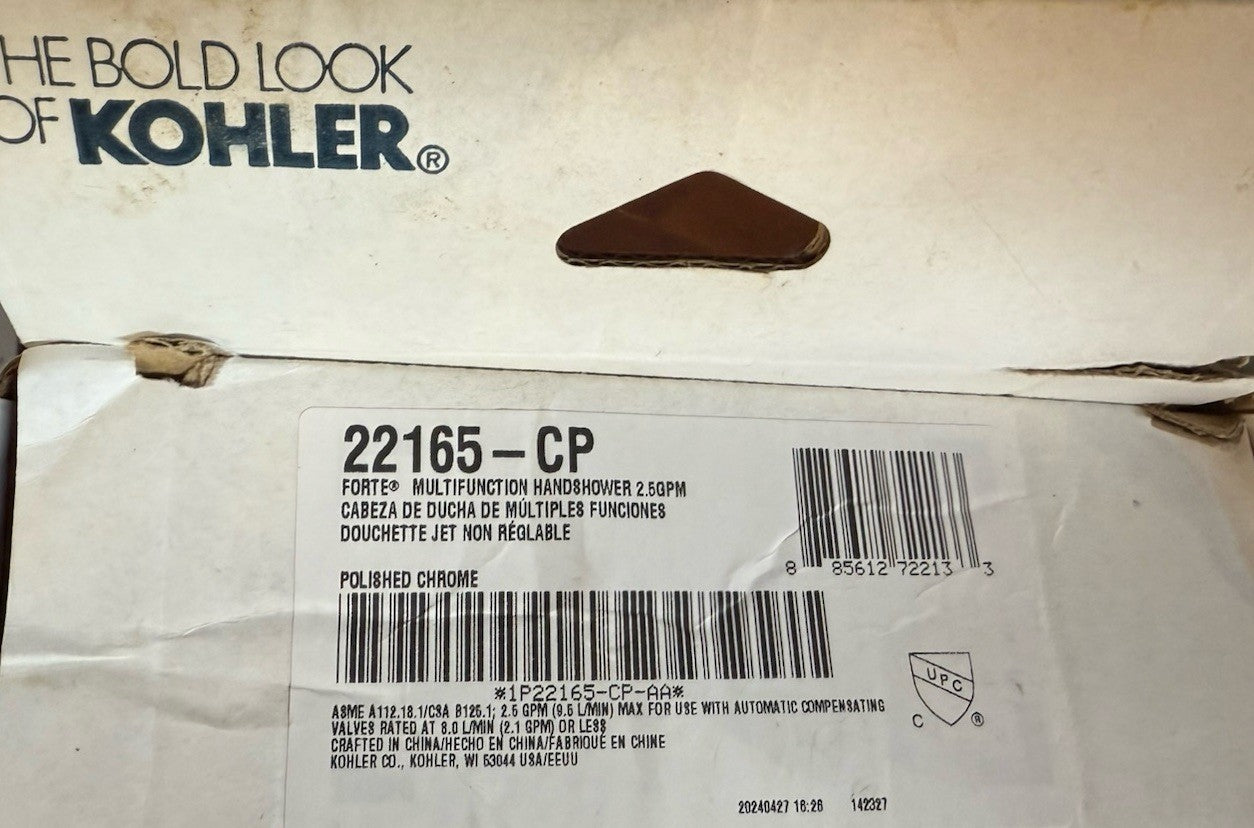 HE BOLD LOOK
OF KOHLER®
22165-CP
FORTE® MULTIFUNCTION HANDSHOWER 2.5GPM
CABEZA DE DUCHA DE MÚLTIPLES FUNCIONES
DOUCHETTE JET NON RÉGLABLE
8 85612 72213 3
POLISHED CHROME
*1P22165-CP-AA*
ASME A112.18.1/CSA B125.1; 2.5 GPM (9.5 L/MIN) MAX FOR USE WITH AUTOMATIC COMPENSATING
VALVES RATED AT 8.0 L/MIN (2.1 GPM) OR LESS
CRAFTED IN CHINA/HECHO EN CHINA/FABRIQUÉ EN CHINE
KOHLER CO., KOHLER, WI 53044 USA/EEUU
UPC
C ®
20240427 16:26 142327